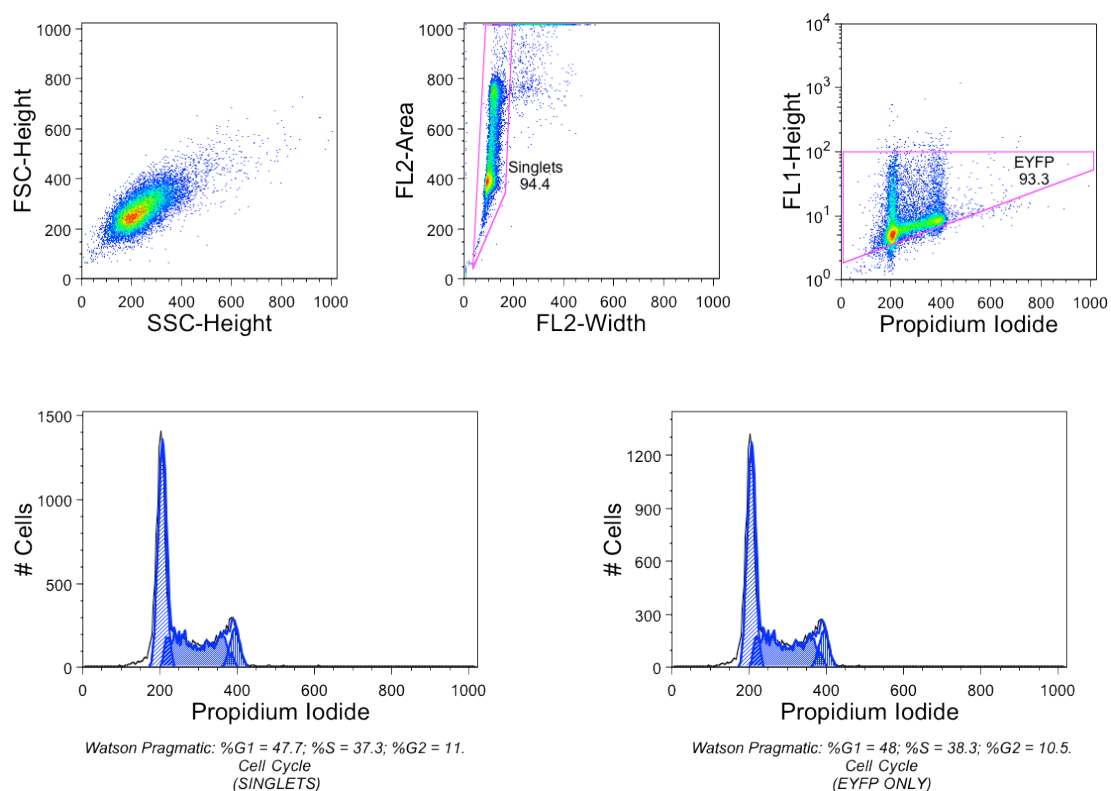 1000
800
600
400
200
0
FSC-Height
0 200 400 600 800 1000
SSC-Height
1000
800
600
400
200
0
FL2-Area
Singlets
94.4
0 200 400 600 800 1000
FL2-Width
10^4
10^3
10^2
10^1
10^0
FL1-Height
EYFP
93.3
0 200 400 600 800 1000
Propidium Iodide
1500
1000
500
0
# Cells
0 200 400 600 800 1000
Propidium Iodide
Watson Pragmatic: %G1 = 47.7; %S = 37.3; %G2 = 11.
Cell Cycle
(SINGLETS)
1200
900
600
300
0
# Cells
0 200 400 600 800 1000
Propidium Iodide
Watson Pragmatic: %G1 = 48; %S = 38.3; %G2 = 10.5.
Cell Cycle
(EYFP ONLY)